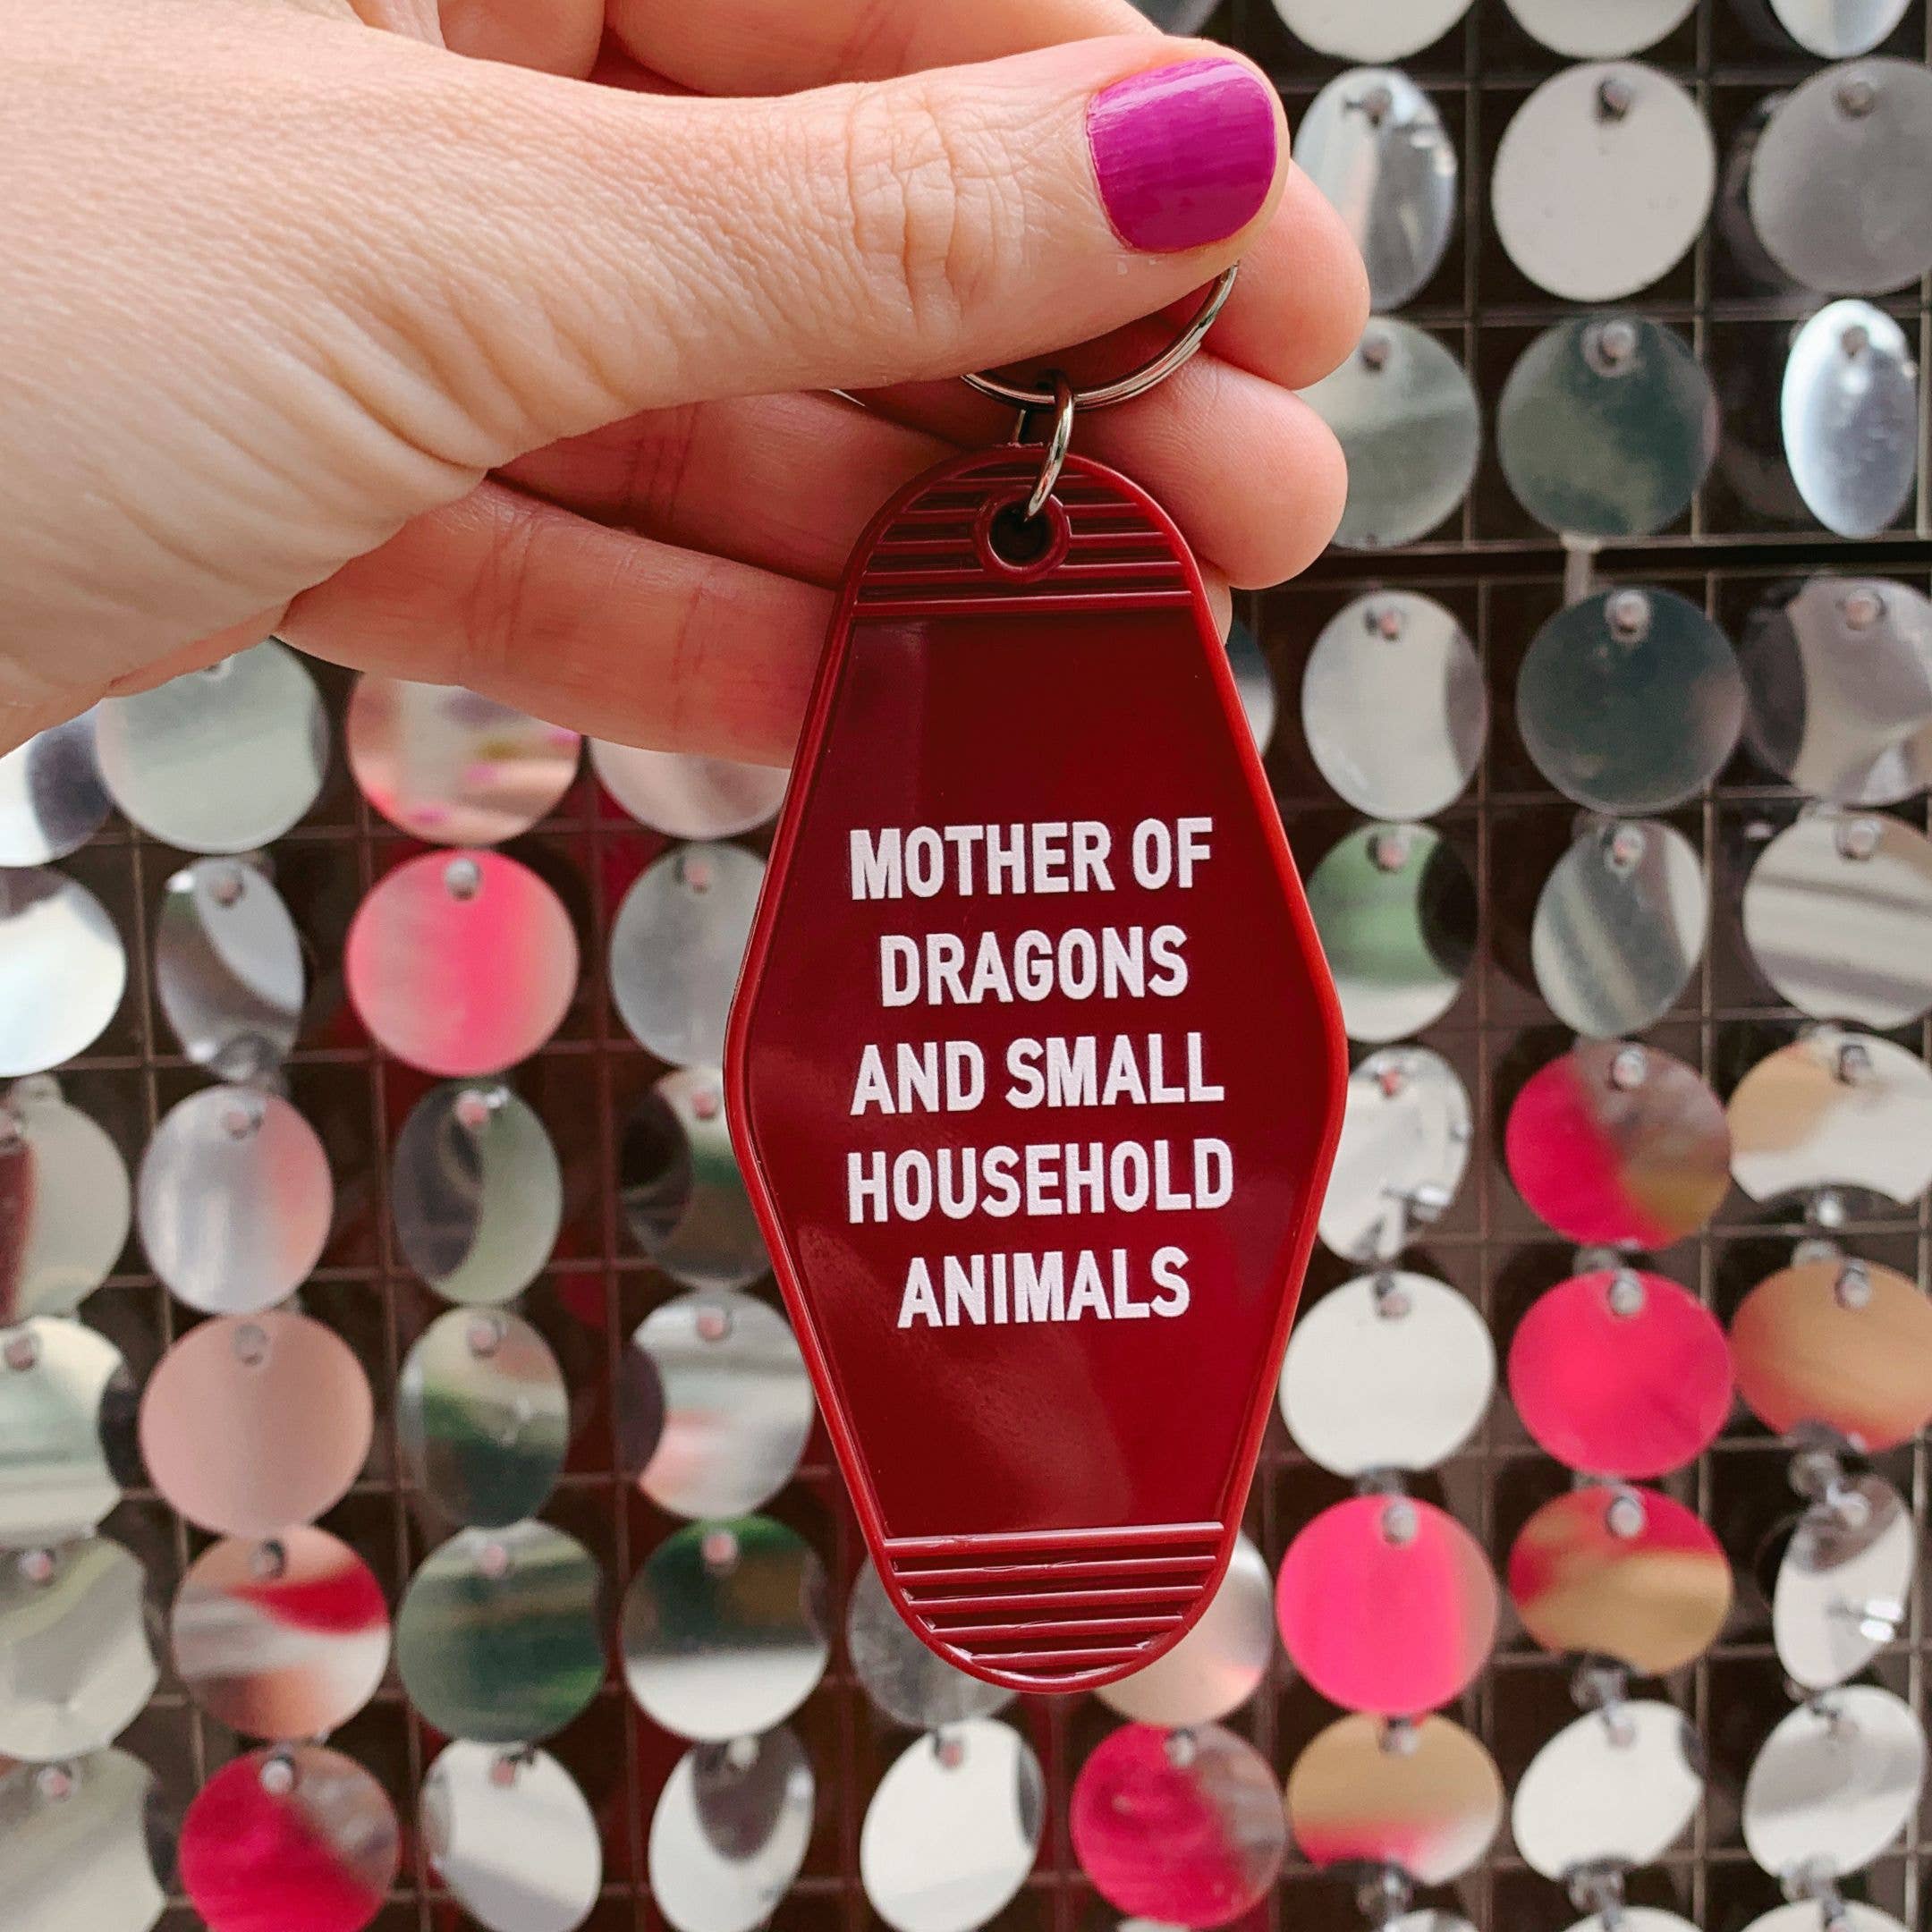 MOTHER OF
DRAGONS
AND SMALL
HOUSEHOLD
ANIMALS